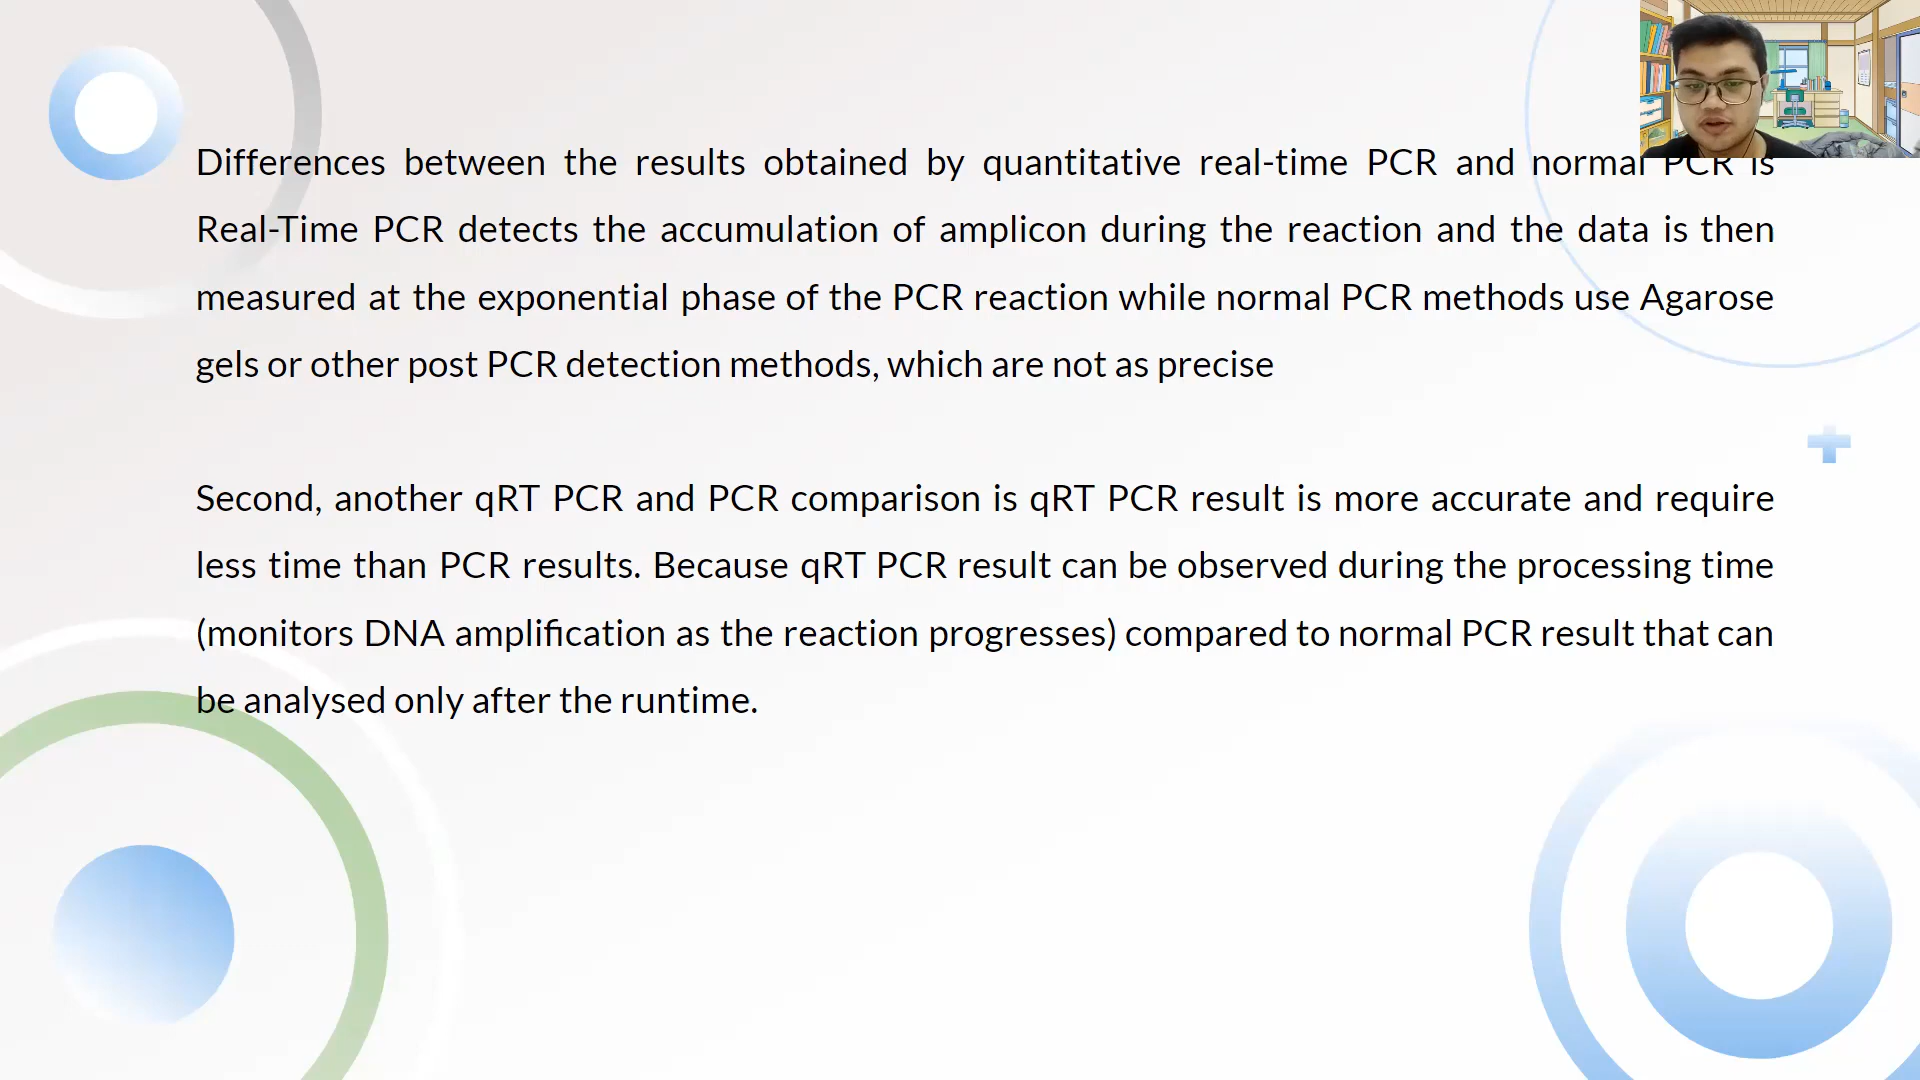 Differences between the results obtained by quantitative real-time PCR and normal PCR is
Real-Time PCR detects the accumulation of amplicon during the reaction and the data is then
measured at the exponential phase of the PCR reaction while normal PCR methods use Agarose
gels or other post PCR detection methods, which are not as precise
Second, another qRT PCR and PCR comparison is qRT PCR result is more accurate and require
less time than PCR results. Because qRT PCR result can be observed during the processing time
(monitors DNA amplification as the reaction progresses) compared to normal PCR result that can
be analysed only after the runtime.